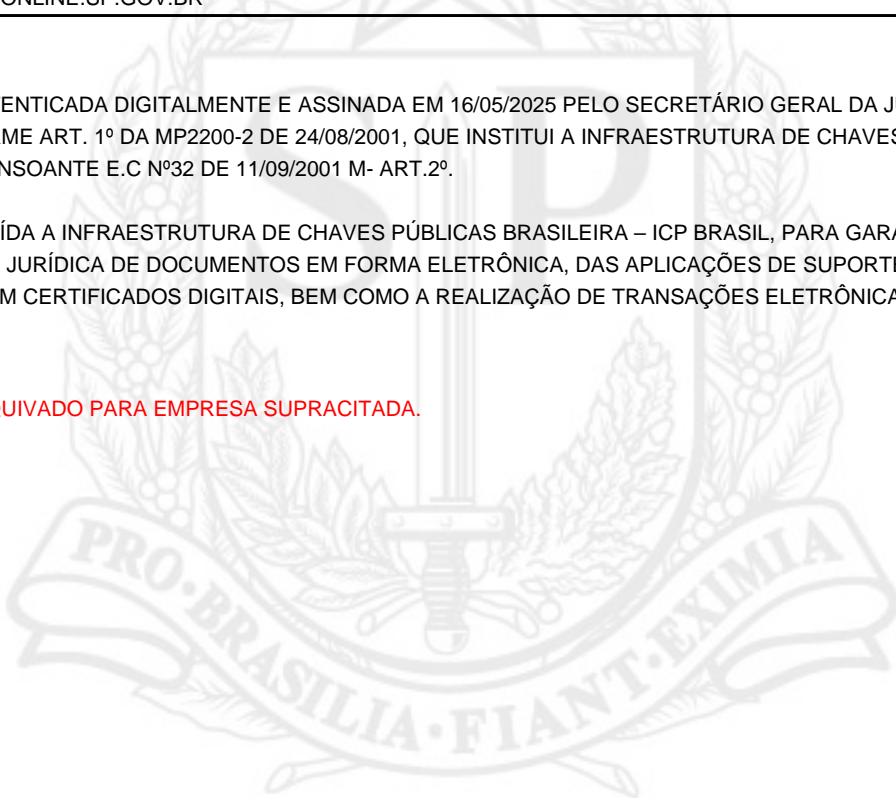 ONLINE.SP.GOV.BR
ENTICADA DIGITALMENTE E ASSINADA EM 16/05/2025 PELO SECRETÁRIO GERAL DA J
ME ART. 1º DA MP2200-2 DE 24/08/2001, QUE INSTITUI A INFRAESTRUTURA DE CHAVES
NSOANTE E.C Nº32 DE 11/09/2001 M- ART.2º.
ÍDA A INFRAESTRUTURA DE CHAVES PÚBLICAS BRASILEIRA – ICP BRASIL, PARA GARA
JURÍDICA DE DOCUMENTOS EM FORMA ELETRÔNICA, DAS APLICAÇÕES DE SUPORTE
M CERTIFICADOS DIGITAIS, BEM COMO A REALIZAÇÃO DE TRANSAÇÕES ELETRÔNICA
UIVADO PARA EMPRESA SUPRACITADA.
SP
PRO·BRASILIA·FIANT·EXIMIA